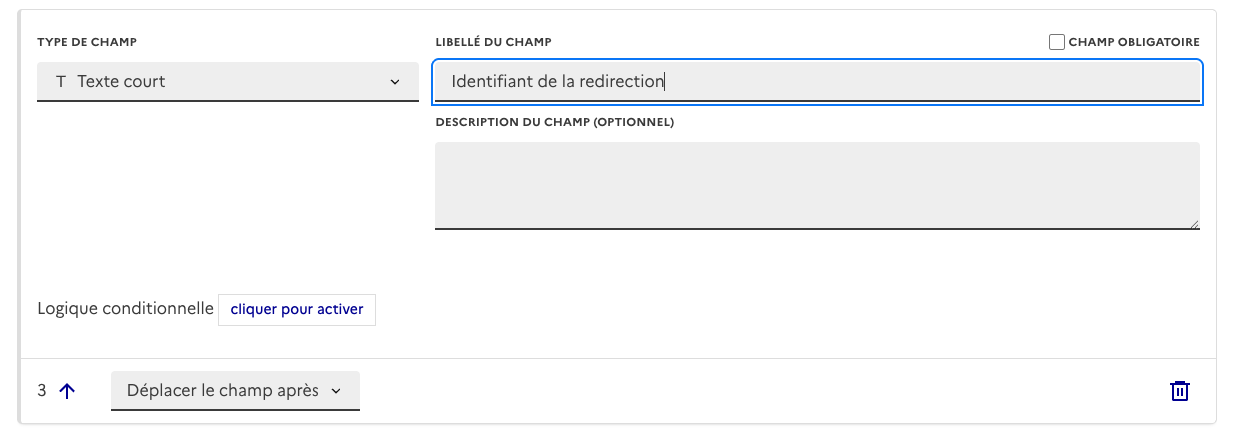 TYPE DE CHAMP
LIBELLÉ DU CHAMP
CHAMP OBLIGATOIRE
T Texte court
Identifiant de la redirection
DESCRIPTION DU CHAMP (OPTIONNEL)
Logique conditionnelle cliquer pour activer
3
Déplacer le champ après